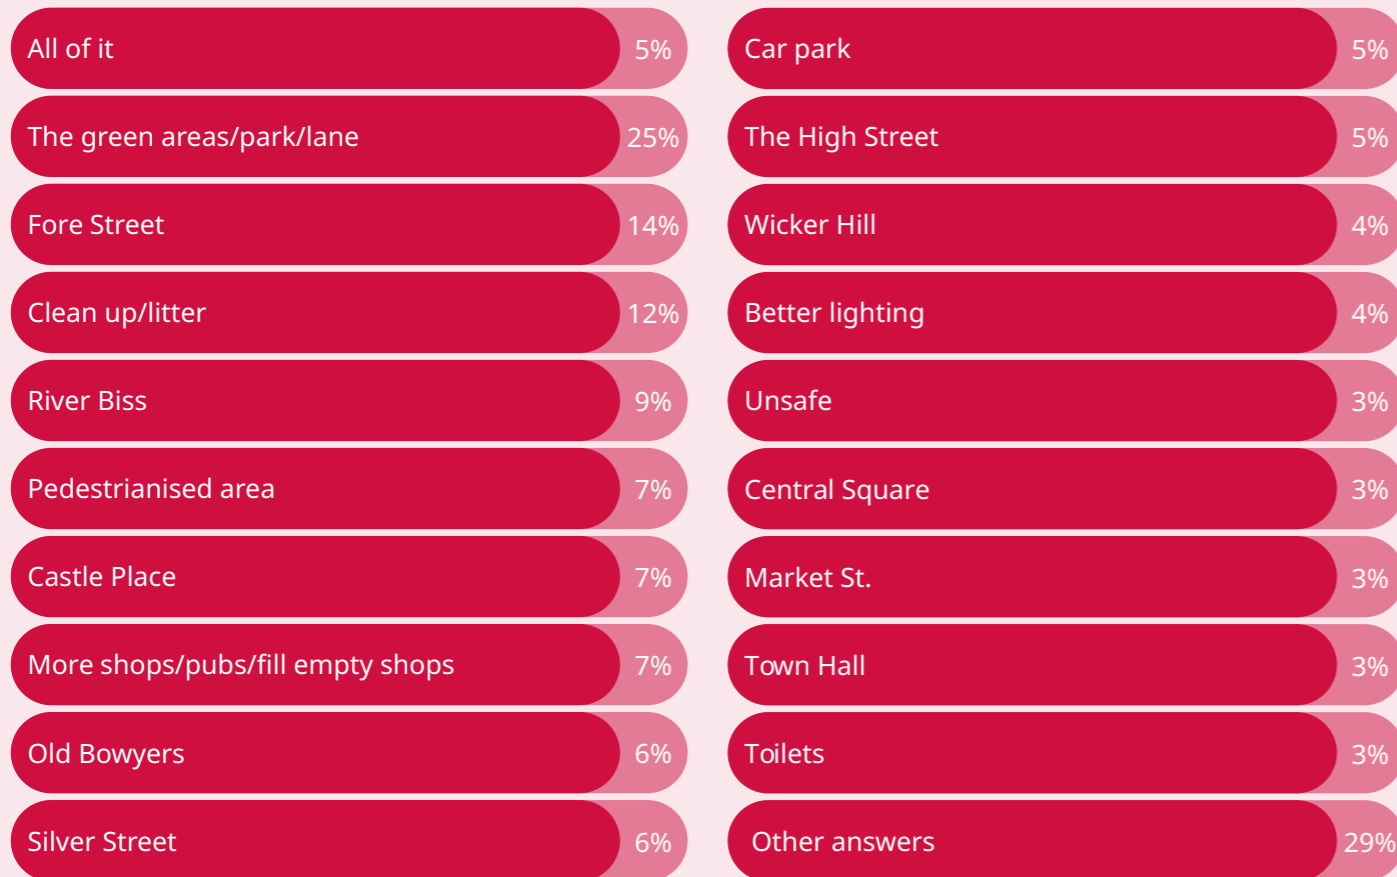 All of it 5%
The green areas/park/lane 25%
Fore Street 14%
Clean up/litter 12%
River Biss 9%
Pedestrianised area 7%
Castle Place 7%
More shops/pubs/fill empty shops 7%
Old Bowyers 6%
Silver Street 6%
Car park 5%
The High Street 5%
Wicker Hill 4%
Better lighting 4%
Unsafe 3%
Central Square 3%
Market St. 3%
Town Hall 3%
Toilets 3%
Other answers 29%